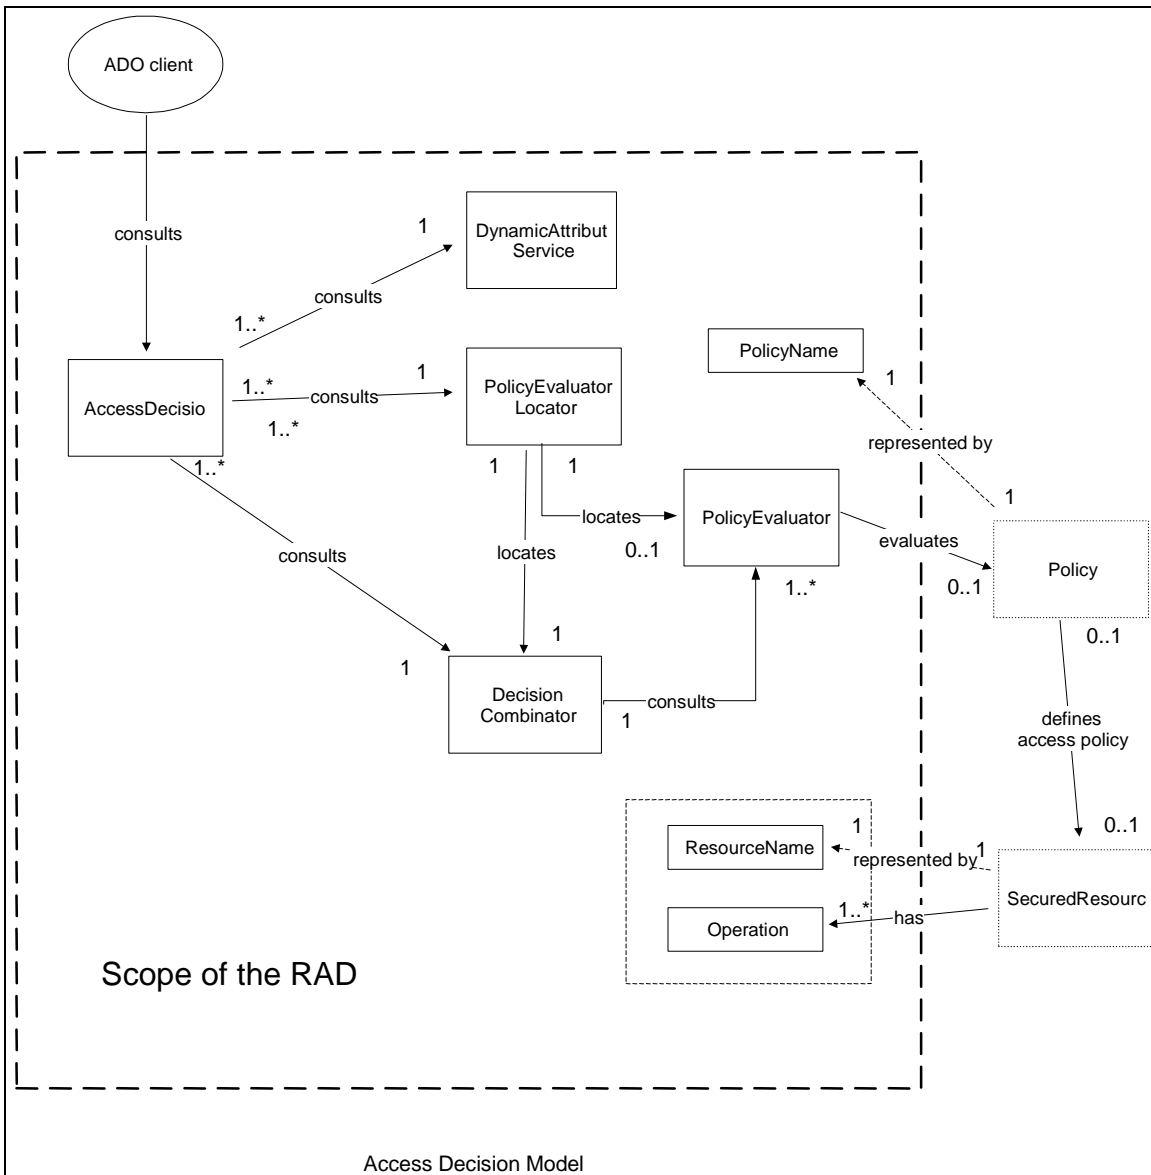 ADO client
consults
1
DynamicAttribut
Service
consults
1..*
PolicyName
1
AccessDecisio
1..*
consults
1
1..*
PolicyEvaluator
Locator
represented by
1..*
1
1
1
locates
0..1
PolicyEvaluator
evaluates
0..1
Policy
consults
locates
1..*
0..1
1
1
Decision
Combinator
1
consults
defines
access policy
0..1
ResourceName
1
represented by
1
SecuredResourc
Operation
1..*
has
Scope of the RAD
Access Decision Model